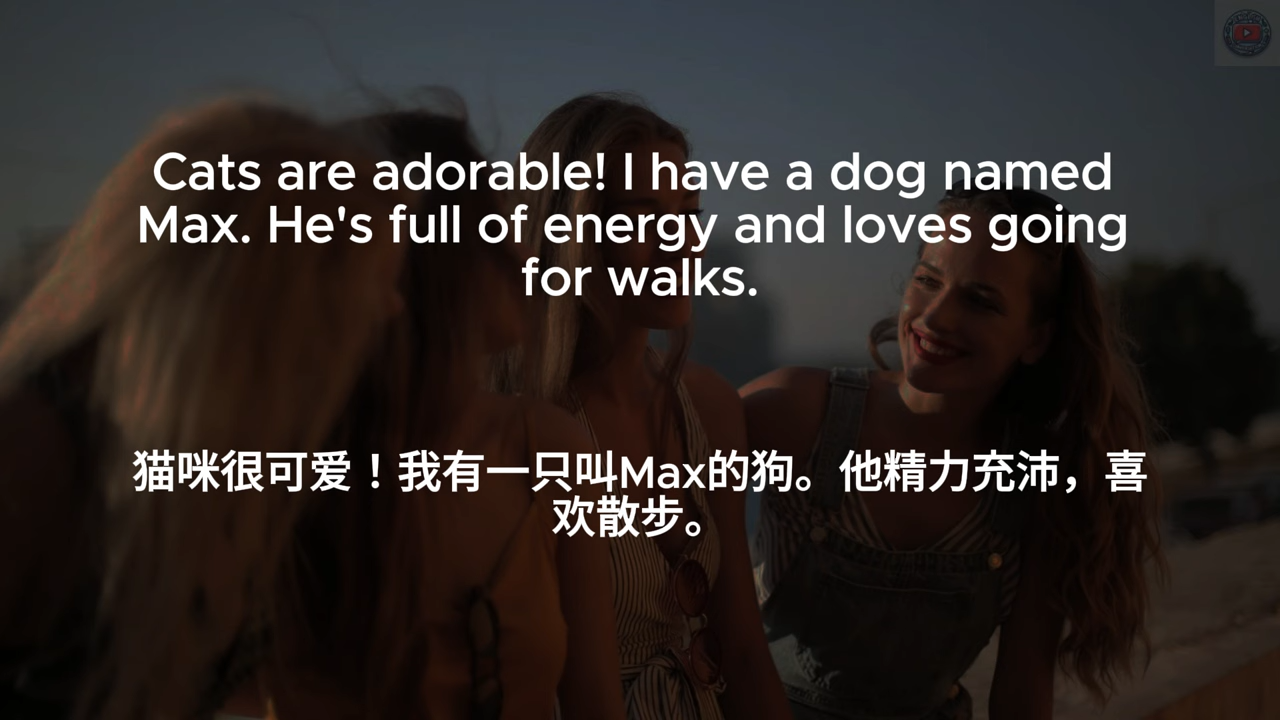 Cats are adorable! I have a dog named
Max. He's full of energy and loves going
for walks.
猫咪很可爱！我有一只叫Max的狗。他精力充沛，喜
欢散步。